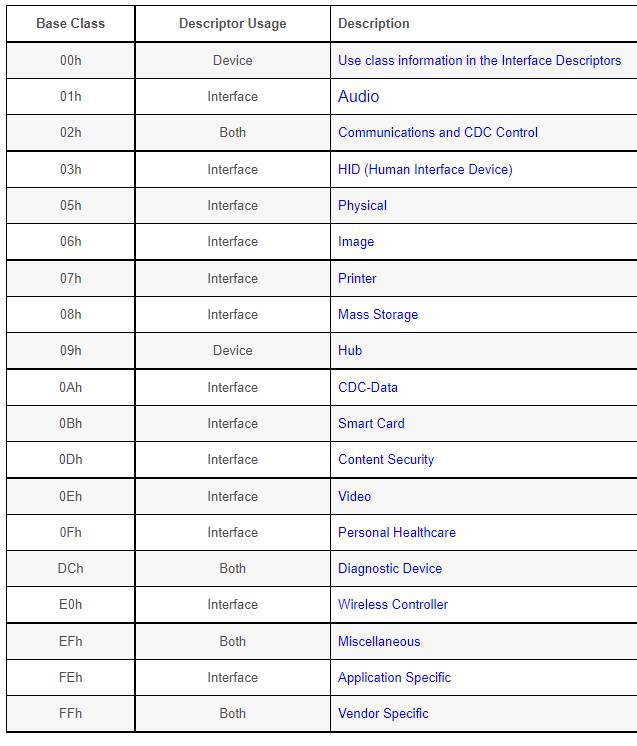 Base Class Descriptor Usage Description
00h Device Use class information in the Interface Descriptors
01h Interface Audio
02h Both Communications and CDC Control
03h Interface HID (Human Interface Device)
05h Interface Physical
06h Interface Image
07h Interface Printer
08h Interface Mass Storage
09h Device Hub
0Ah Interface CDC-Data
0Bh Interface Smart Card
0Dh Interface Content Security
0Eh Interface Video
0Fh Interface Personal Healthcare
DCh Both Diagnostic Device
E0h Interface Wireless Controller
EFh Both Miscellaneous
FEh Interface Application Specific
FFh Both Vendor Specific